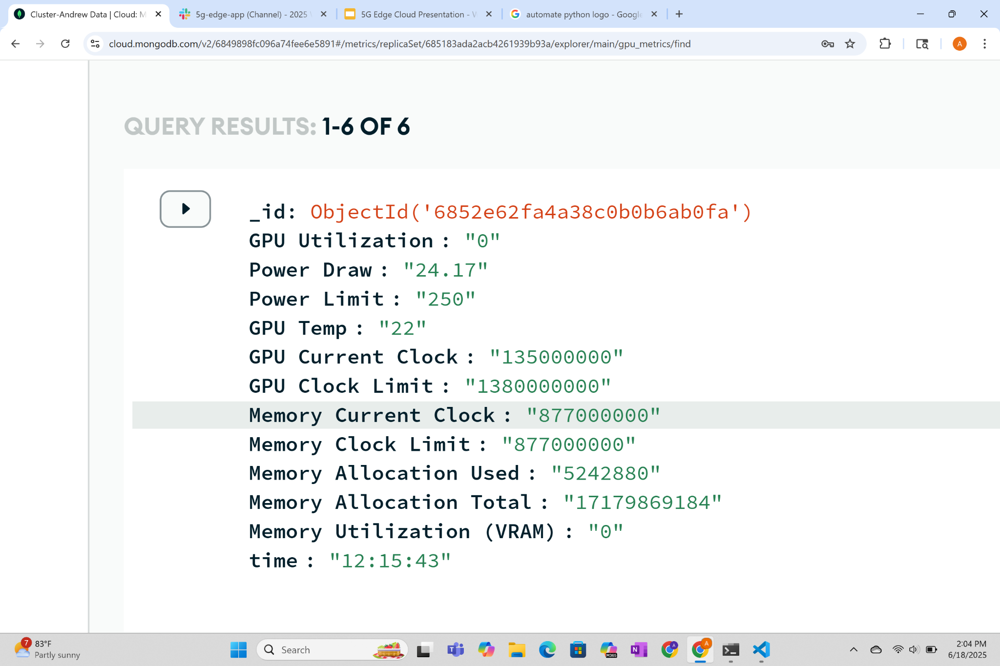 Cluster-Andrew Data | Cloud: M
5g-edge-app (Channel) - 2025
5G Edge Cloud Presentation -
automate python logo - Google
cloud.mongodb.com/v2/6849898fc096a74fee6e5891#/metrics/replicaSet/685183ada2acb4261939b93a/explorer/main/gpu_metrics/find
A
QUERY RESULTS: 1-6 OF 6
_id: ObjectId('6852e62fa4a38c0b0b6ab0fa')
GPU Utilization : "0"
Power Draw : "24.17"
Power Limit : "250"
GPU Temp : "22"
GPU Current Clock : "135000000"
GPU Clock Limit : "1380000000"
Memory Current Clock : "877000000"
Memory Clock Limit : "877000000"
Memory Allocation Used : "5242880"
Memory Allocation Total : "17179869184"
Memory Utilization (VRAM) : "0"
time : "12:15:43"
7
83°F
Partly sunny
Search
M365
A
A
2:04 PM
6/18/2025